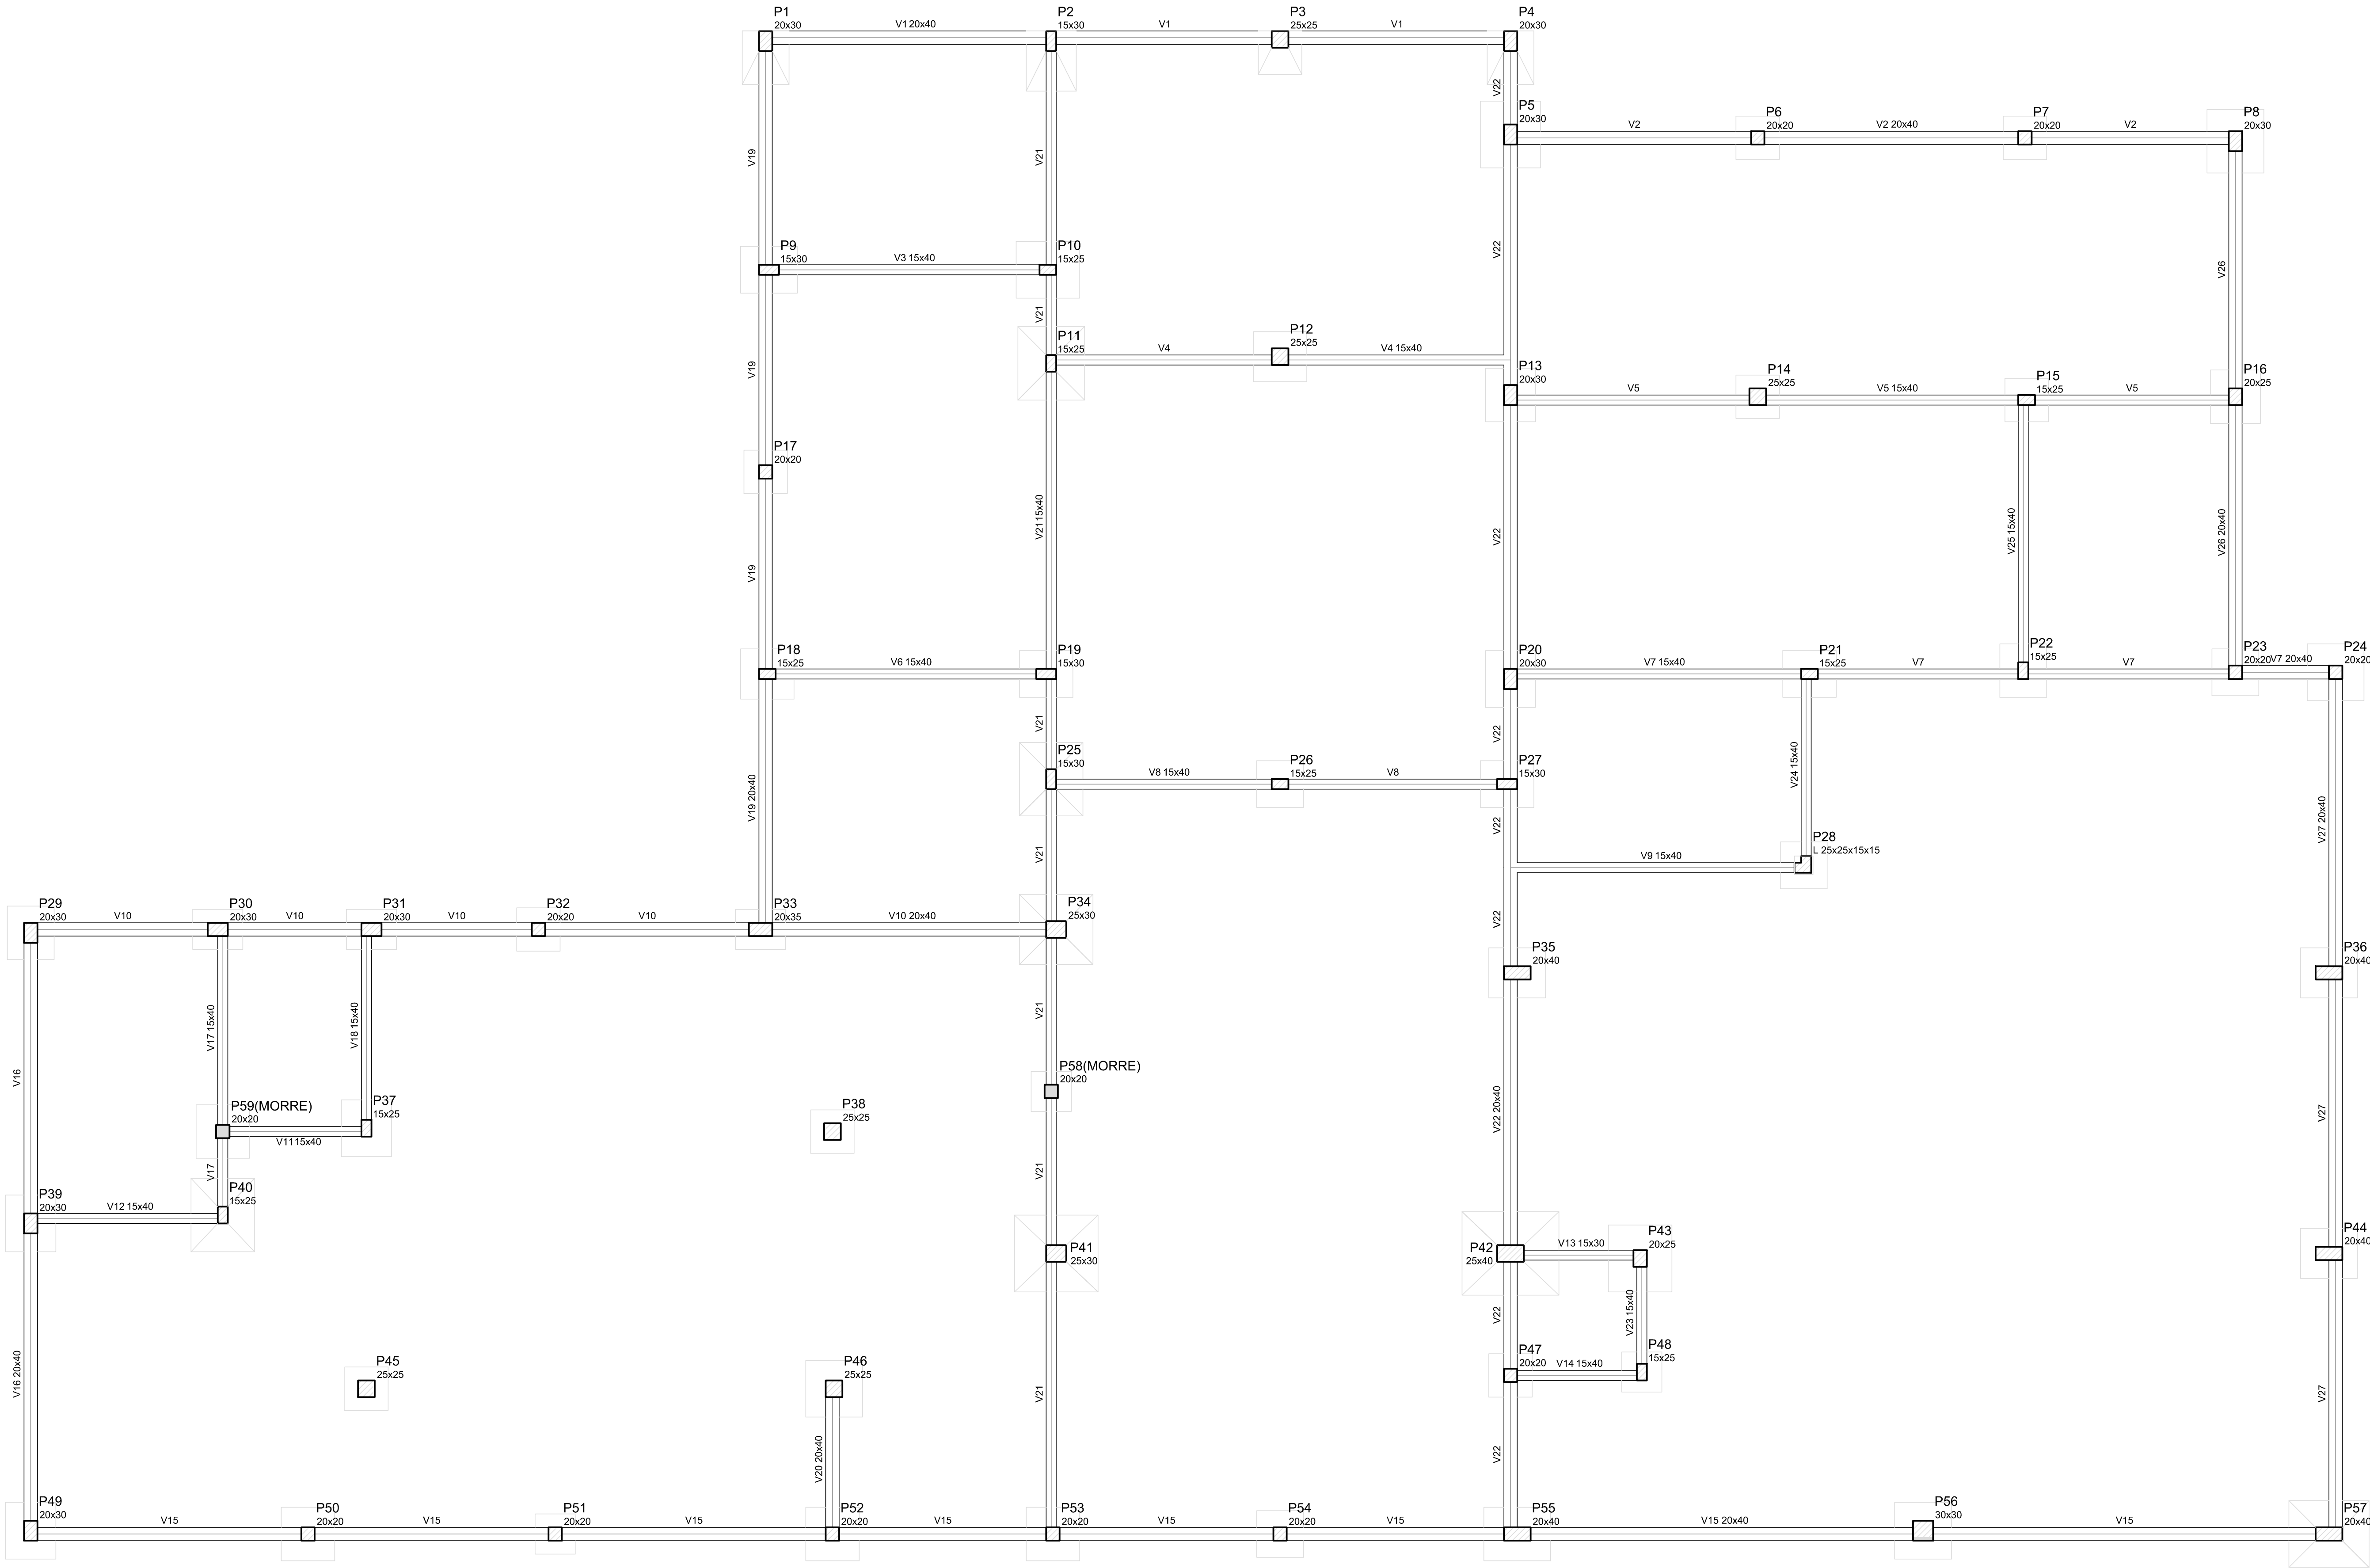 P1
20x30
V1 20x40
P2
15x30
V1
P3
25x25
V1
P4
20x30
V22
P5
20x30
V2
P6
20x20
V2 20x40
P7
20x20
V2
P8
20x30
V19
V21
V22
V26
P9
15x30
V3 15x40
P10
15x25
V21
P11
15x25
V4
P12
25x25
V4 15x40
P13
20x30
V5
P14
25x25
V5 15x40
P15
15x25
V5
P16
20x25
V19
P17
20x20
V19
V21 15x40
V22
V25 15x40
V26 20x40
P18
15x25
V6 15x40
P19
15x30
P20
20x30
V7 15x40
P21
15x25
V7
P22
15x25
V7
P23
20x20
V7 20x40
P24
20x20
V21
V22
P25
15x30
V8 15x40
P26
15x25
V8
P27
15x30
V19 20x40
V24 15x40
V27 20x40
V21
V22
V9 15x40
P28
L 25x25x15x15
P29
20x30
V10
P30
20x30
V10
P31
20x30
V10
P32
20x20
V10
P33
20x35
V10 20x40
P34
25x30
V22
P35
20x40
P36
20x40
V16
V17 15x40
V18 15x40
V21
P58(MORRE)
20x20
P59(MORRE)
20x20
V11 15x40
P37
15x25
P38
25x25
V22 20x40
V27
V17
V21
P39
20x30
V12 15x40
P40
15x25
P41
25x30
P42
25x40
V13 15x30
P43
20x25
P44
20x40
V22
V23 15x40
V16 20x40
P45
25x25
P46
25x25
V21
P47
20x20
V14 15x40
P48
15x25
V27
V20 20x40
V22
P49
20x30
V15
P50
20x20
V15
P51
20x20
V15
P52
20x20
V15
P53
20x20
V15
P54
20x20
V15
P55
20x40
V15 20x40
P56
30x30
V15
P57
20x40